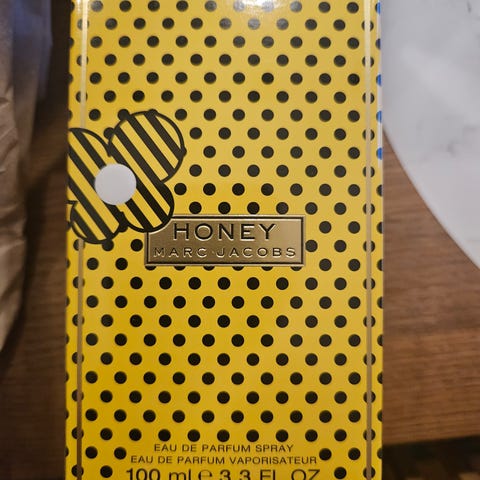 HONEY
MARC JACOBS
EAU DE PARFUM SPRAY
EAU DE PARFUM VAPORISATEUR
100 ml ℮ 3.3 FL.OZ.